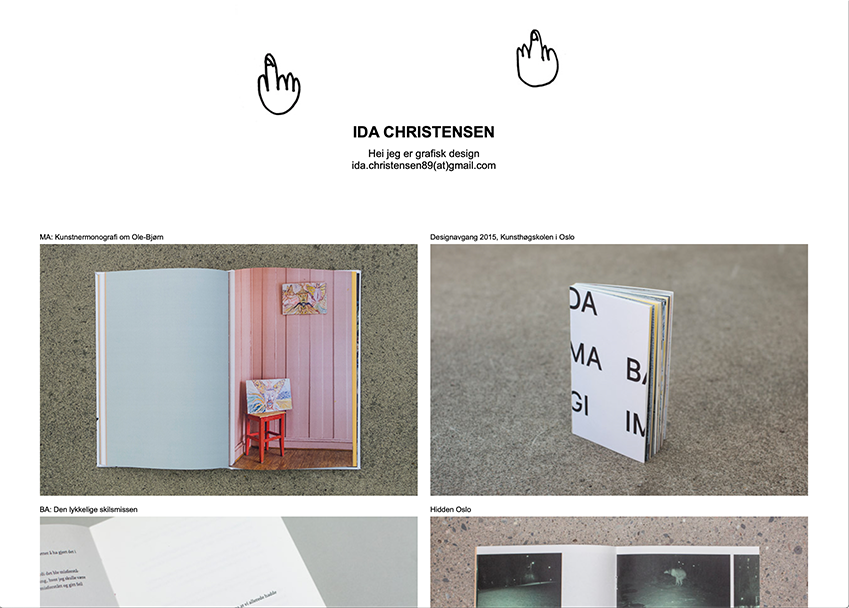 IDA CHRISTENSEN
Hei jeg er grafisk design
ida.christensen89(at)gmail.com
MA: Kunstnermonografi om Ole-Bjørn
Designavgang 2015, Kunsthøgskolen i Oslo
DA
MA BA
GI IM
BA: Den lykkelige skilsmissen
Hidden Oslo